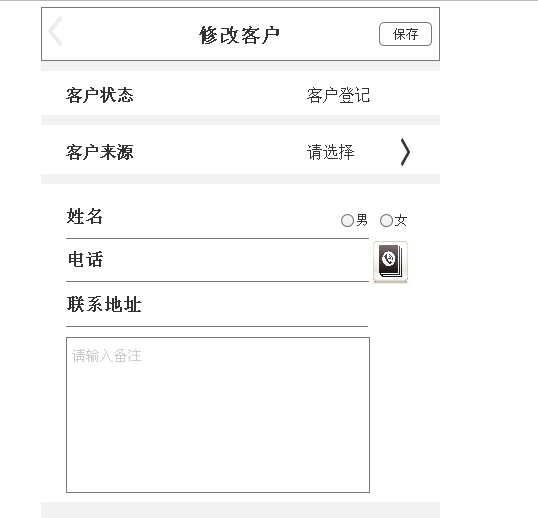 修改客户 保存
客户状态 客户登记
客户来源 请选择
姓名 男 女
电话
联系地址
请输入备注